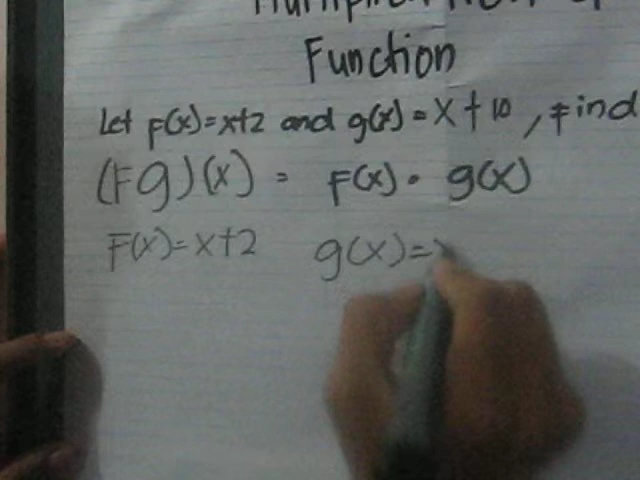 Function
Let F(x)=x+2 and g(x)=x+10, find
(Fg)(x) = F(x) · g(x)
F(x)=x+2 g(x)=